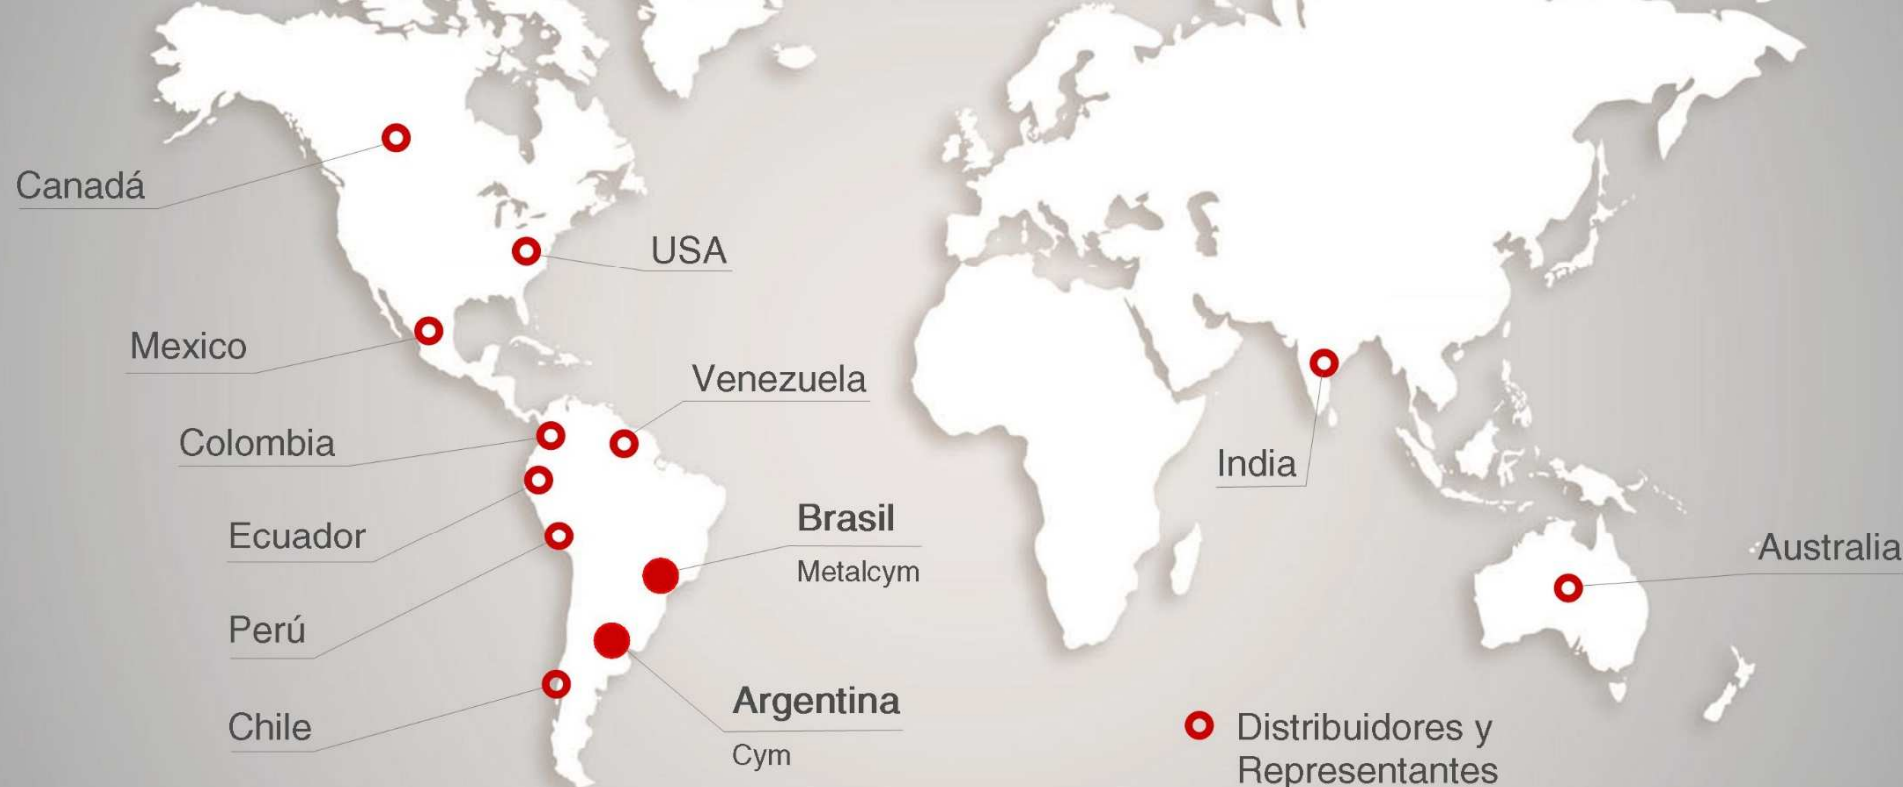 Canadá
USA
Mexico
Venezuela
Colombia
India
Brasil
Metalcym
Ecuador
Australia
Perú
Argentina
Cym
Chile
Distribuidores y
Representantes